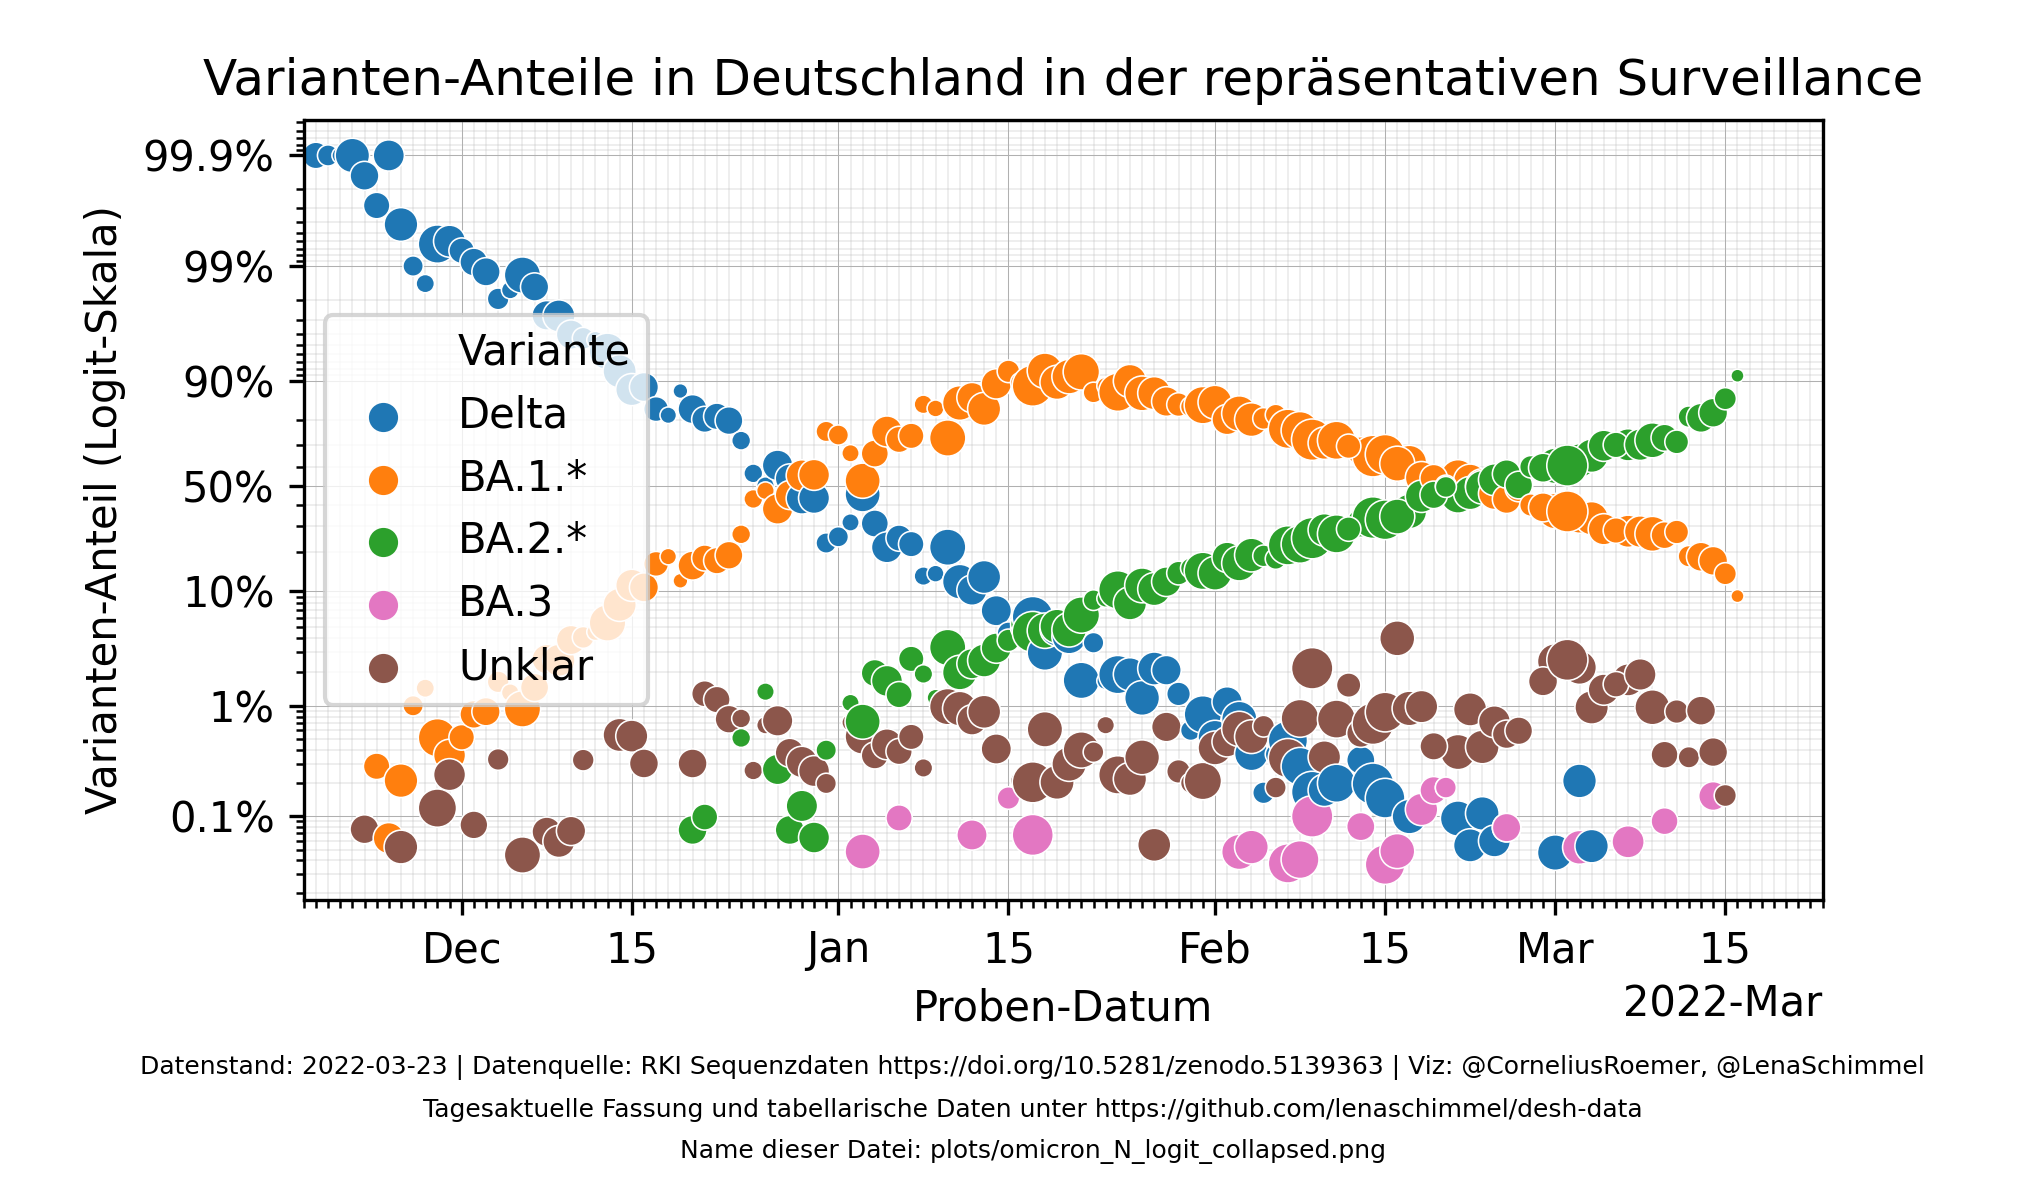 Varianten-Anteile in Deutschland in der repräsentativen Surveillance
Varianten-Anteil (Logit-Skala)
99.9%
99%
90%
50%
10%
1%
0.1%
Variante
Delta
BA.1.*
BA.2.*
BA.3
Unklar
Dec 15 Jan 15 Feb 15 Mar 15
Proben-Datum
2022-Mar
Datenstand: 2022-03-23 | Datenquelle: RKI Sequenzdaten https://doi.org/10.5281/zenodo.5139363 | Viz: @CorneliusRoemer, @LenaSchimmel
Tagesaktuelle Fassung und tabellarische Daten unter https://github.com/lenaschimmel/desh-data
Name dieser Datei: plots/omicron_N_logit_collapsed.png